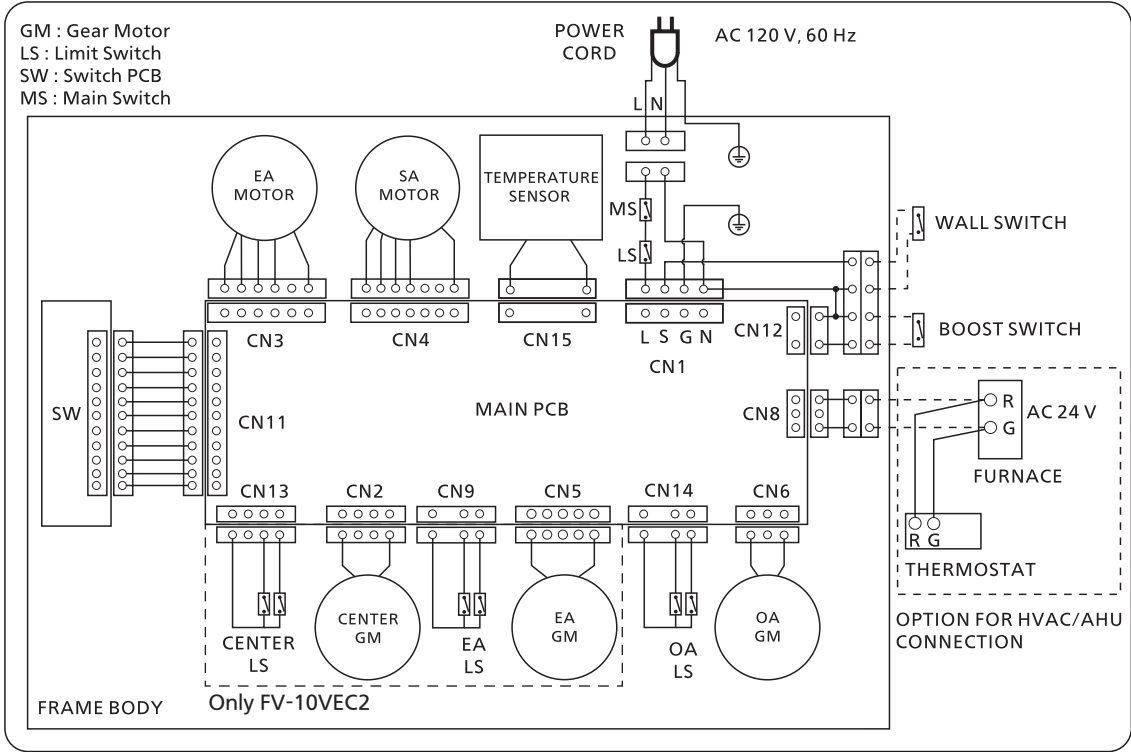 GM : Gear Motor
LS : Limit Switch
SW : Switch PCB
MS : Main Switch
POWER
CORD
AC 120 V, 60 Hz
L N
EA
MOTOR
SA
MOTOR
TEMPERATURE
SENSOR
MS
LS
WALL SWITCH
CN3
CN4
CN15
L S G N
CN1
CN12
BOOST SWITCH
SW
CN11
MAIN PCB
CN8
R
AC 24 V
G
FURNACE
CN13
CN2
CN9
CN5
CN14
CN6
R G
THERMOSTAT
OPTION FOR HVAC/AHU
CONNECTION
CENTER
LS
CENTER
GM
EA
LS
EA
GM
OA
LS
OA
GM
Only FV-10VEC2
FRAME BODY